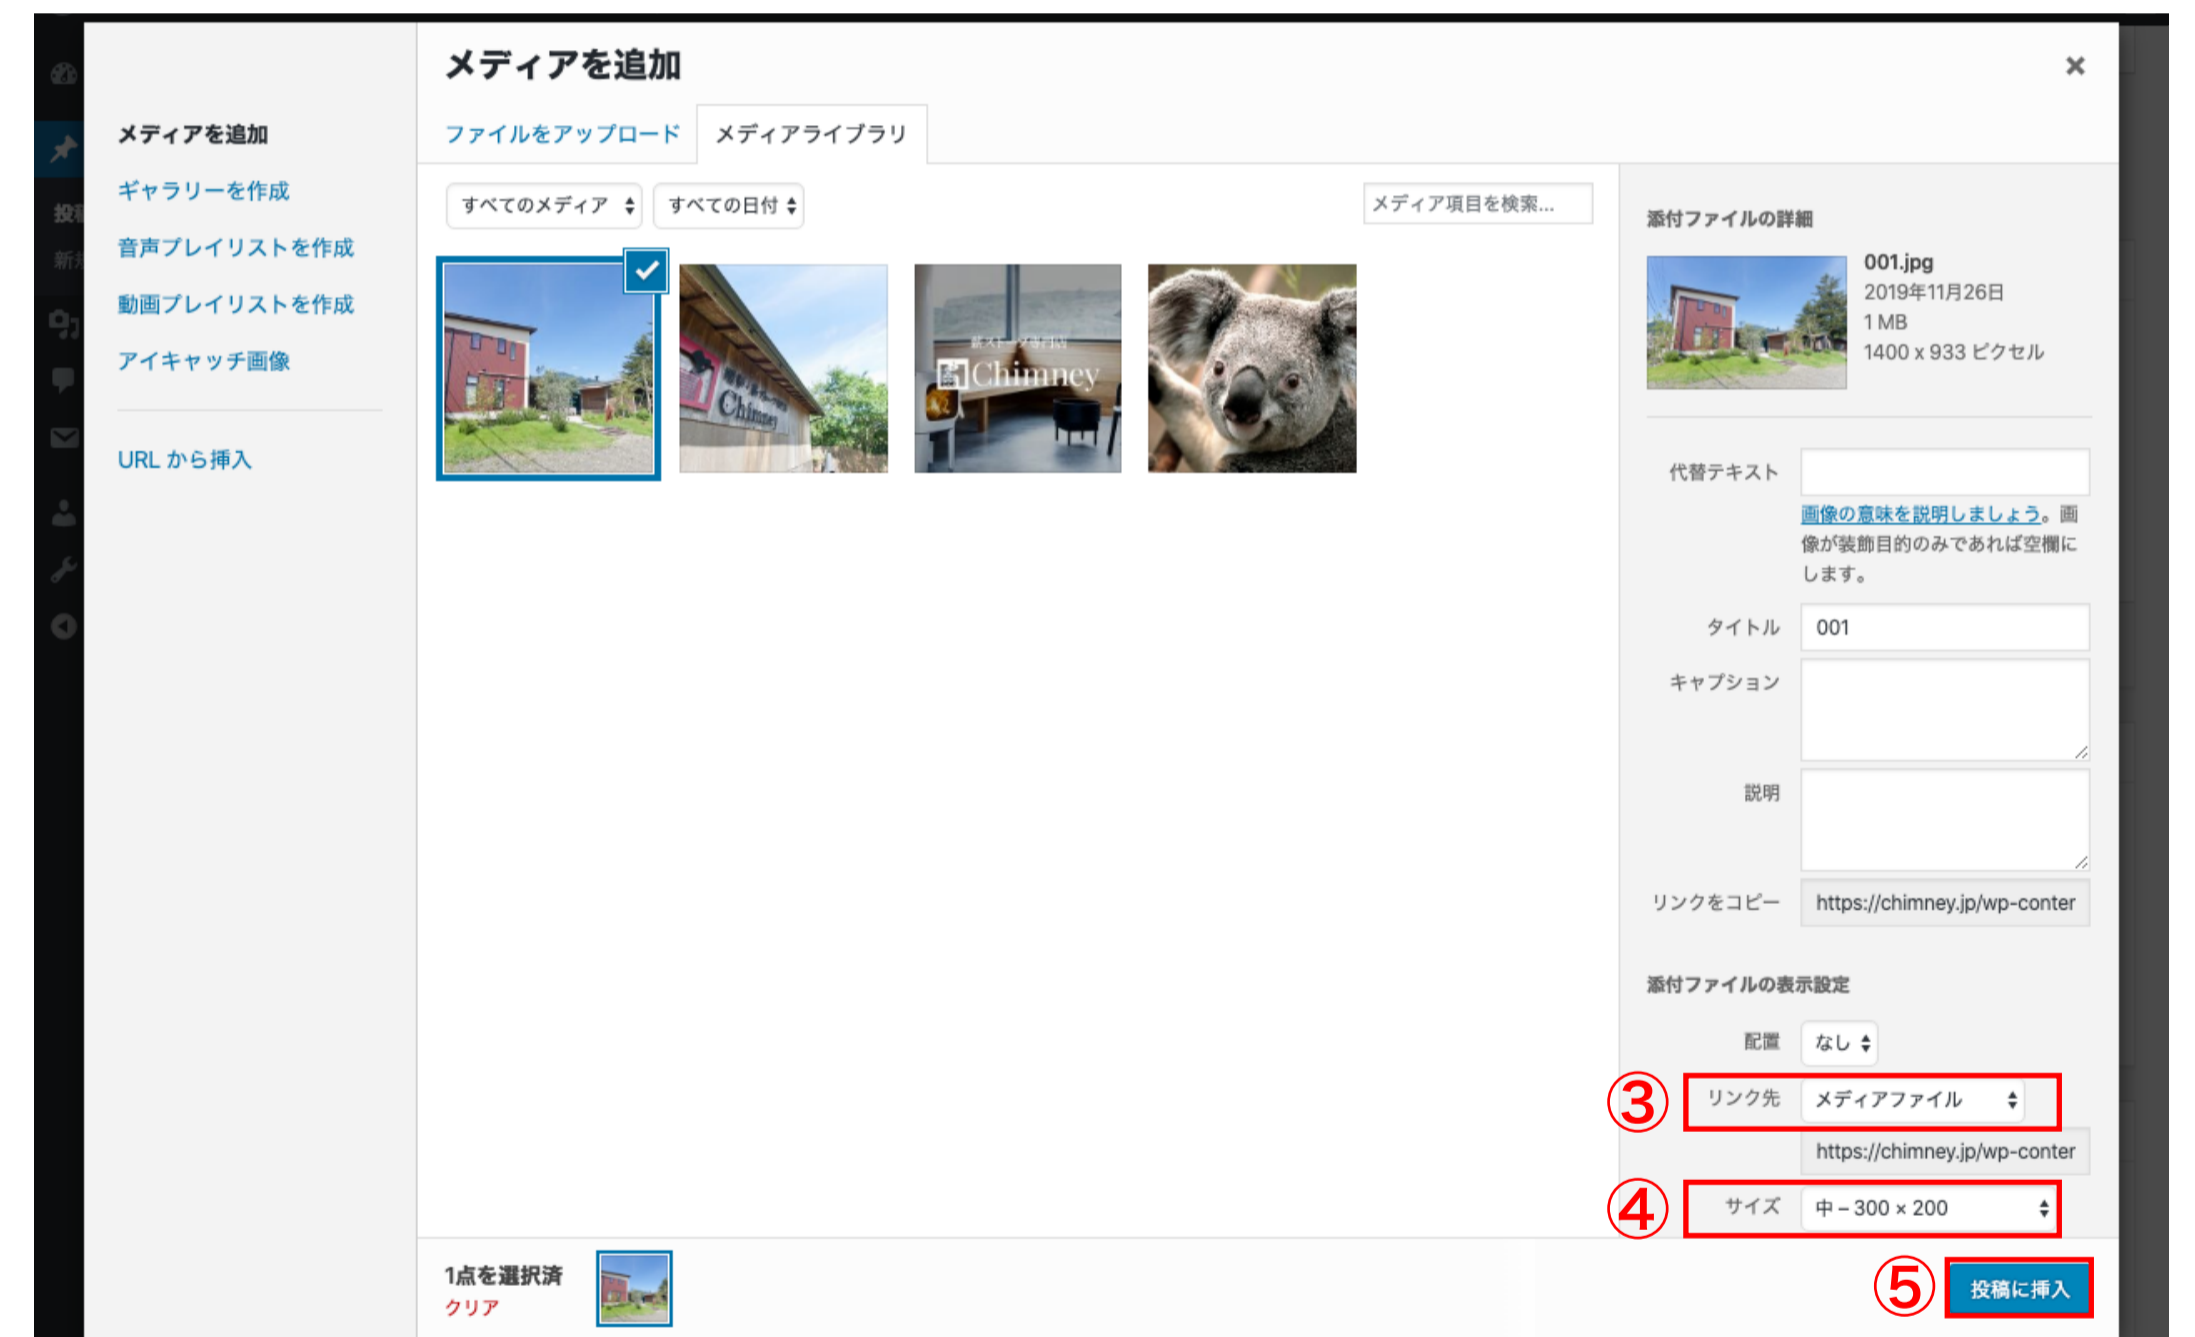 メディアを追加
メディアを追加
ギャラリーを作成
音声プレイリストを作成
動画プレイリストを作成
アイキャッチ画像
URL から挿入
ファイルをアップロード
メディアライブラリ
すべてのメディア
すべての日付
メディア項目を検索...
Chimney
薪ストーブ専門店
Chimney
添付ファイルの詳細
001.jpg
2019年11月26日
1 MB
1400 x 933 ピクセル
代替テキスト
画像の意味を説明しましょう。画
像が装飾目的のみであれば空欄に
します。
タイトル 001
キャプション
説明
リンクをコピー https://chimney.jp/wp-conter
添付ファイルの表示設定
配置 なし
③ リンク先 メディアファイル
https://chimney.jp/wp-conter
④ サイズ 中 – 300 × 200
1点を選択済
クリア
⑤ 投稿に挿入